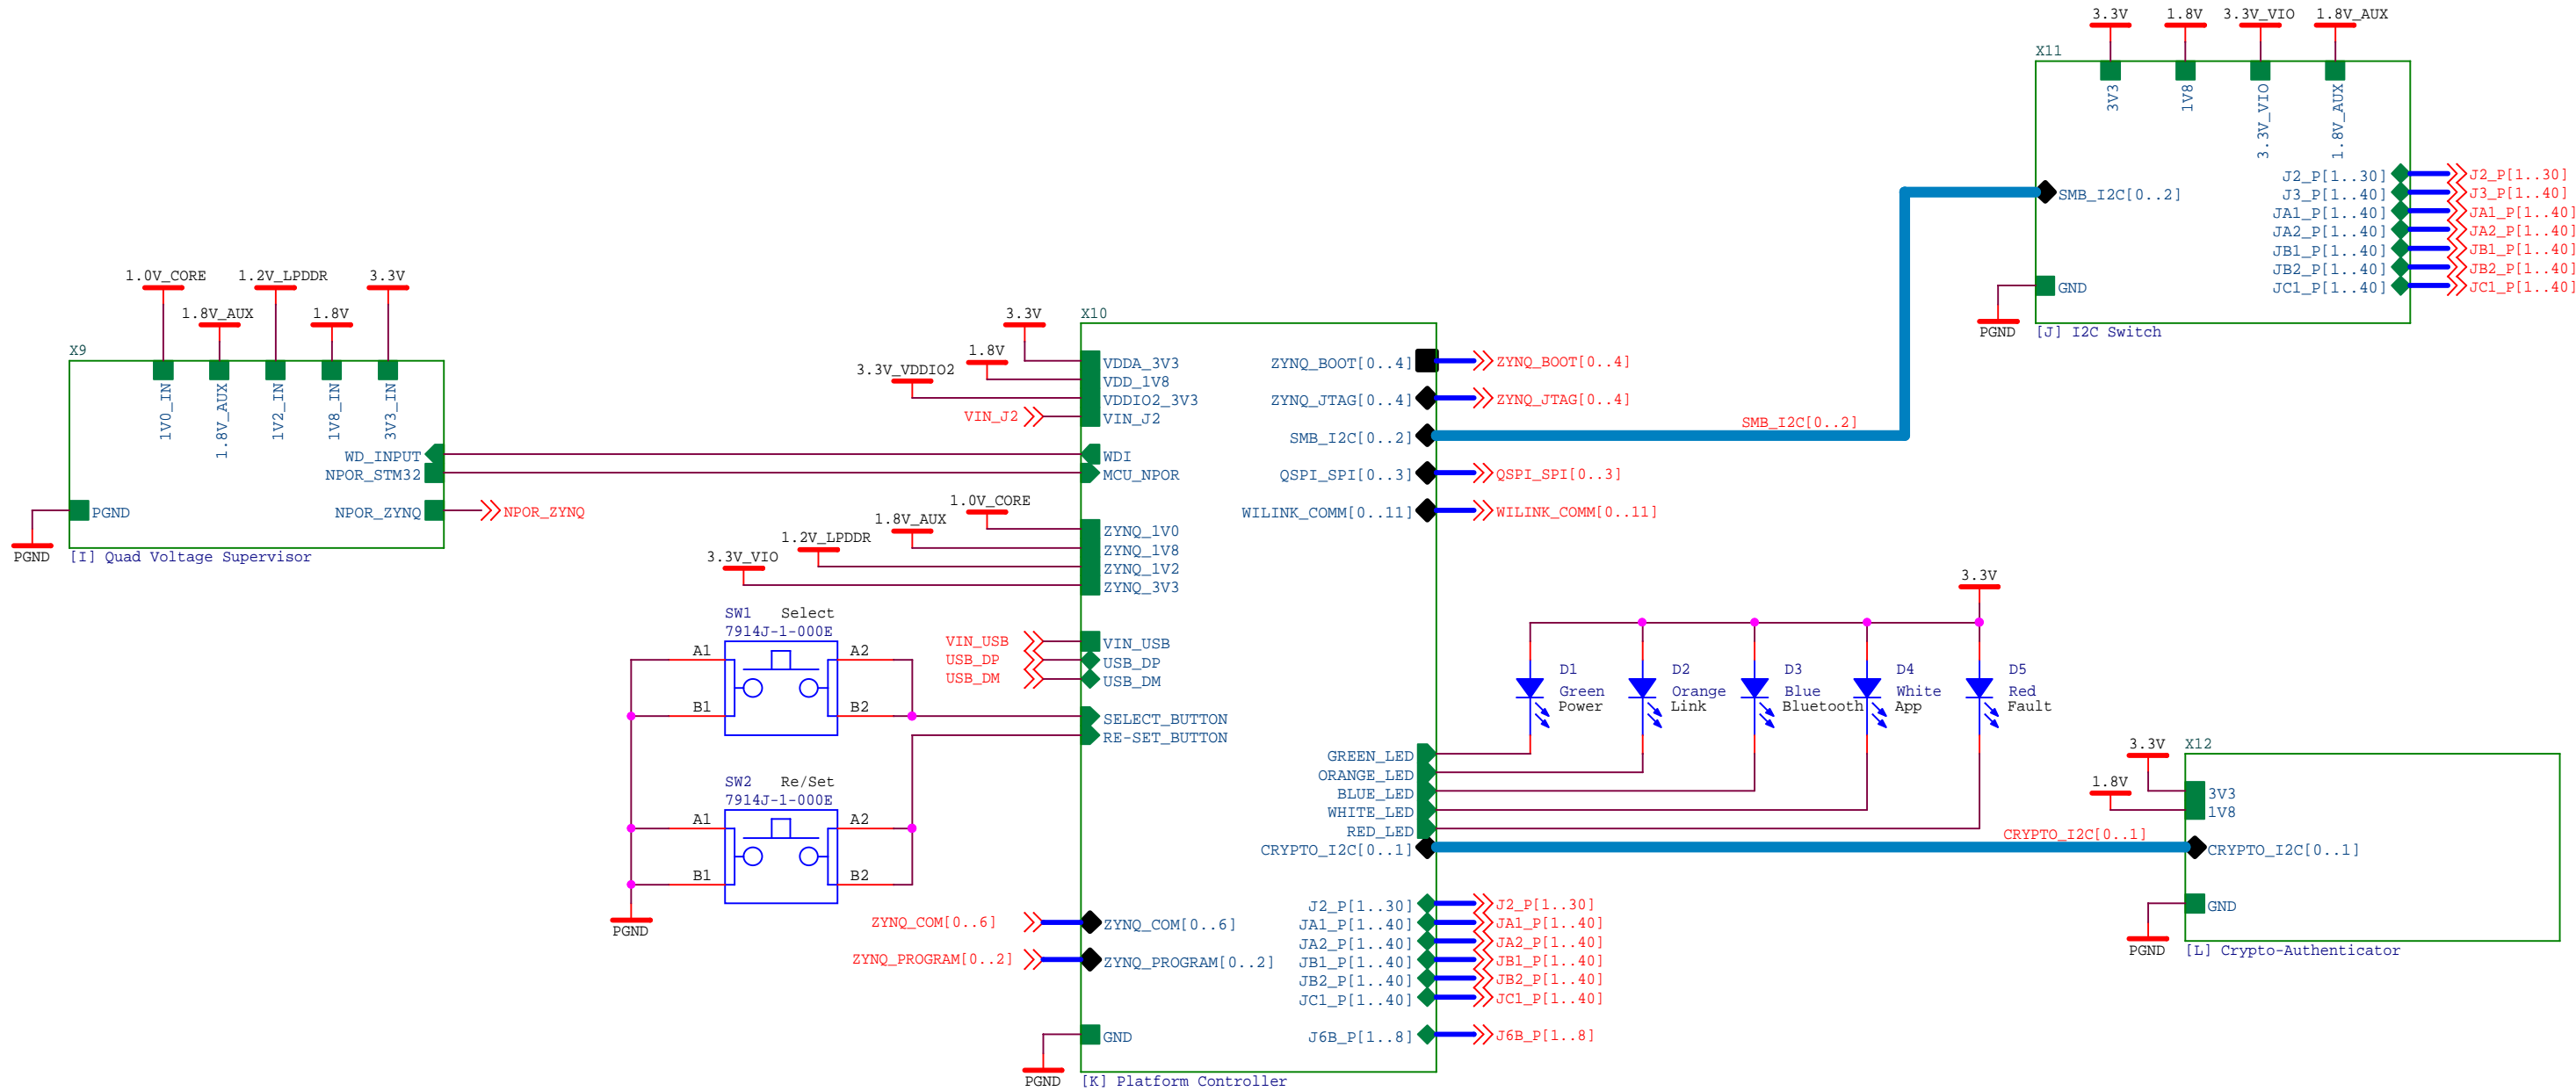 1.0V_CORE
1.2V_LPDDR
3.3V
1.8V_AUX
1.8V
X9
1V0_IN
1.8V_AUX
1V2_IN
1V8_IN
3V3_IN
WD_INPUT
NPOR_STM32
NPOR_ZYNQ
NPOR_ZYNQ
PGND
PGND
[I] Quad Voltage Supervisor
3.3V
X10
1.8V
3.3V_VDDIO2
VIN_J2
VDDA_3V3
VDD_1V8
VDDIO2_3V3
VIN_J2
WDI
MCU_NPOR
1.0V_CORE
1.8V_AUX
1.2V_LPDDR
3.3V_VIO
ZYNQ_1V0
ZYNQ_1V8
ZYNQ_1V2
ZYNQ_3V3
SW1 Select
7914J-1-000E
A1
A2
B1
B2
VIN_USB
USB_DP
USB_DM
VIN_USB
USB_DP
USB_DM
SELECT_BUTTON
RE-SET_BUTTON
SW2 Re/Set
7914J-1-000E
A1
A2
B1
B2
PGND
ZYNQ_COM[0..6]
ZYNQ_COM[0..6]
ZYNQ_PROGRAM[0..2]
ZYNQ_PROGRAM[0..2]
GND
PGND
[K] Platform Controller
ZYNQ_BOOT[0..4]
ZYNQ_BOOT[0..4]
ZYNQ_JTAG[0..4]
ZYNQ_JTAG[0..4]
SMB_I2C[0..2]
SMB_I2C[0..2]
QSPI_SPI[0..3]
QSPI_SPI[0..3]
WILINK_COMM[0..11]
WILINK_COMM[0..11]
3.3V
D1
Green
Power
D2
Orange
Link
D3
Blue
Bluetooth
D4
White
App
D5
Red
Fault
GREEN_LED
ORANGE_LED
BLUE_LED
WHITE_LED
RED_LED
CRYPTO_I2C[0..1]
CRYPTO_I2C[0..1]
J2_P[1..30]
J2_P[1..30]
JA1_P[1..40]
JA1_P[1..40]
JA2_P[1..40]
JA2_P[1..40]
JB1_P[1..40]
JB1_P[1..40]
JB2_P[1..40]
JB2_P[1..40]
JC1_P[1..40]
JC1_P[1..40]
J6B_P[1..8]
J6B_P[1..8]
3.3V
1.8V
3.3V_VIO
1.8V_AUX
X11
3V3
1V8
3.3V_VIO
1.8V_AUX
SMB_I2C[0..2]
J2_P[1..30]
J2_P[1..30]
J3_P[1..40]
J3_P[1..40]
JA1_P[1..40]
JA1_P[1..40]
JA2_P[1..40]
JA2_P[1..40]
JB1_P[1..40]
JB1_P[1..40]
JB2_P[1..40]
JB2_P[1..40]
JC1_P[1..40]
JC1_P[1..40]
GND
PGND
[J] I2C Switch
3.3V
X12
1.8V
3V3
1V8
CRYPTO_I2C[0..1]
GND
PGND
[L] Crypto-Authenticator